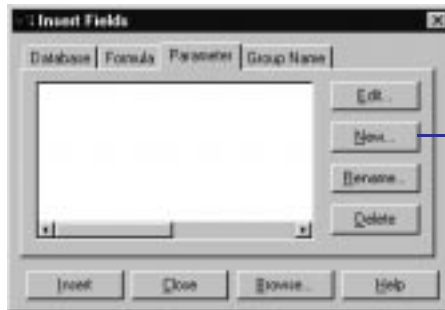 Insert Fields
Database Formula Parameter Group Name
Edit...
New...
Rename...
Delete
Insert Close Browse... Help